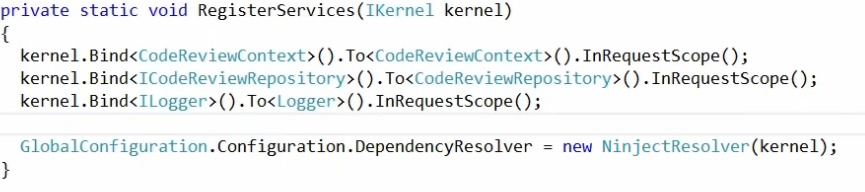 private static void RegisterServices(IKernel kernel)
{
kernel.Bind<CodeReviewContext>().To<CodeReviewContext>().InRequestScope();
kernel.Bind<ICodeReviewRepository>().To<CodeReviewRepository>().InRequestScope();
kernel.Bind<ILogger>().To<Logger>().InRequestScope();
GlobalConfiguration.Configuration.DependencyResolver = new NinjectResolver(kernel);
}